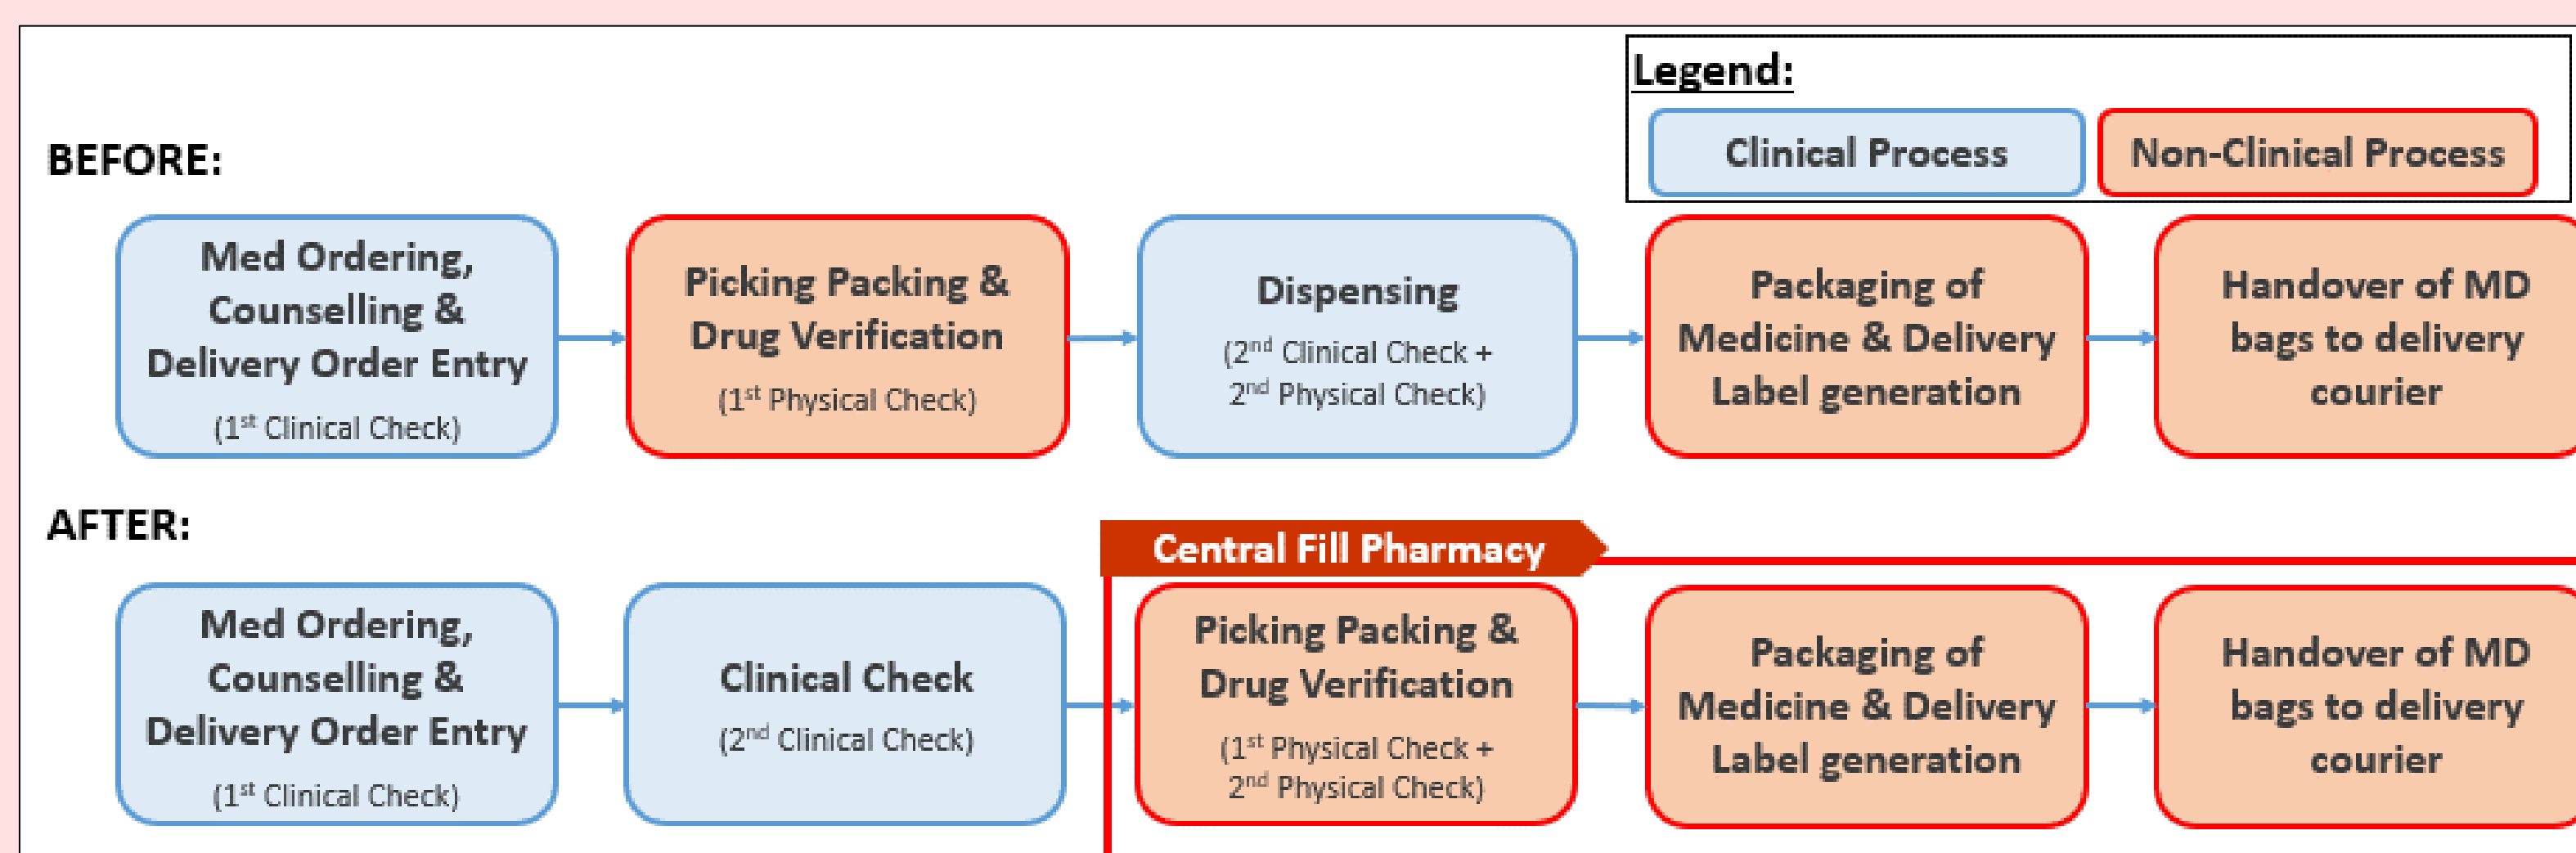 Legend:
Clinical Process
Non-Clinical Process
BEFORE:
Med Ordering,
Counselling &
Delivery Order Entry
(1st Clinical Check)
Picking Packing &
Drug Verification
(1st Physical Check)
Dispensing
(2nd Clinical Check +
2nd Physical Check)
Packaging of
Medicine & Delivery
Label generation
Handover of MD
bags to delivery
courier
AFTER:
Central Fill Pharmacy
Med Ordering,
Counselling &
Delivery Order Entry
(1st Clinical Check)
Clinical Check
(2nd Clinical Check)
Picking Packing &
Drug Verification
(1st Physical Check +
2nd Physical Check)
Packaging of
Medicine & Delivery
Label generation
Handover of MD
bags to delivery
courier